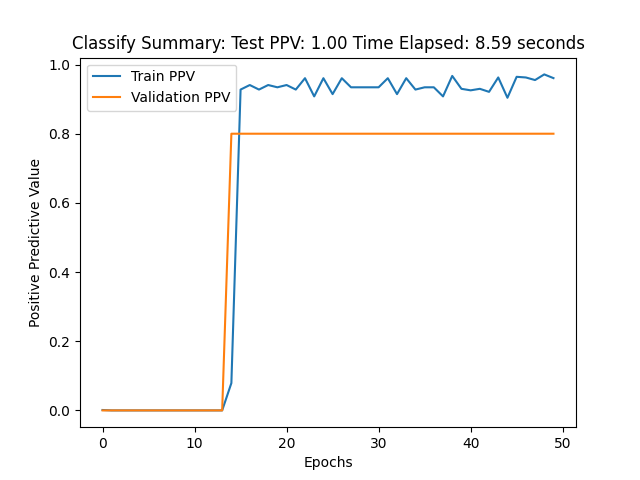 Classify Summary: Test PPV: 1.00 Time Elapsed: 8.59 seconds
Train PPV
Validation PPV
1.0
0.8
0.6
0.4
0.2
0.0
Positive Predictive Value
0 10 20 30 40 50
Epochs